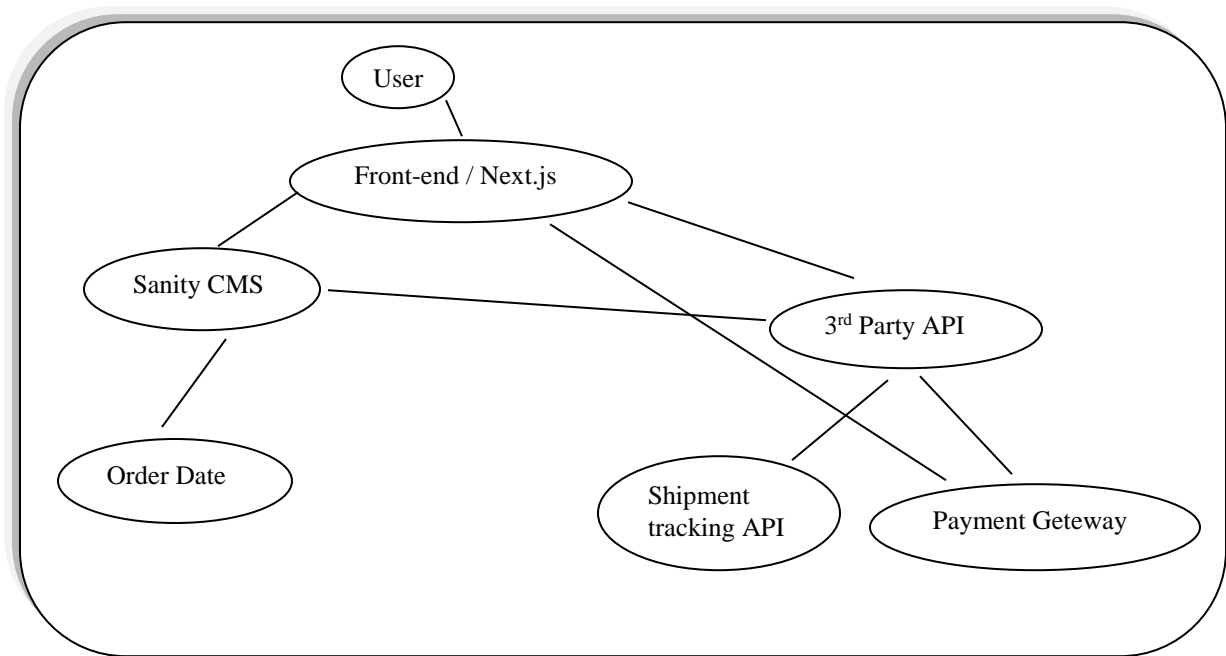 User
Front-end / Next.js
Sanity CMS
3rd Party API
Order Date
Shipment
tracking API
Payment Geteway